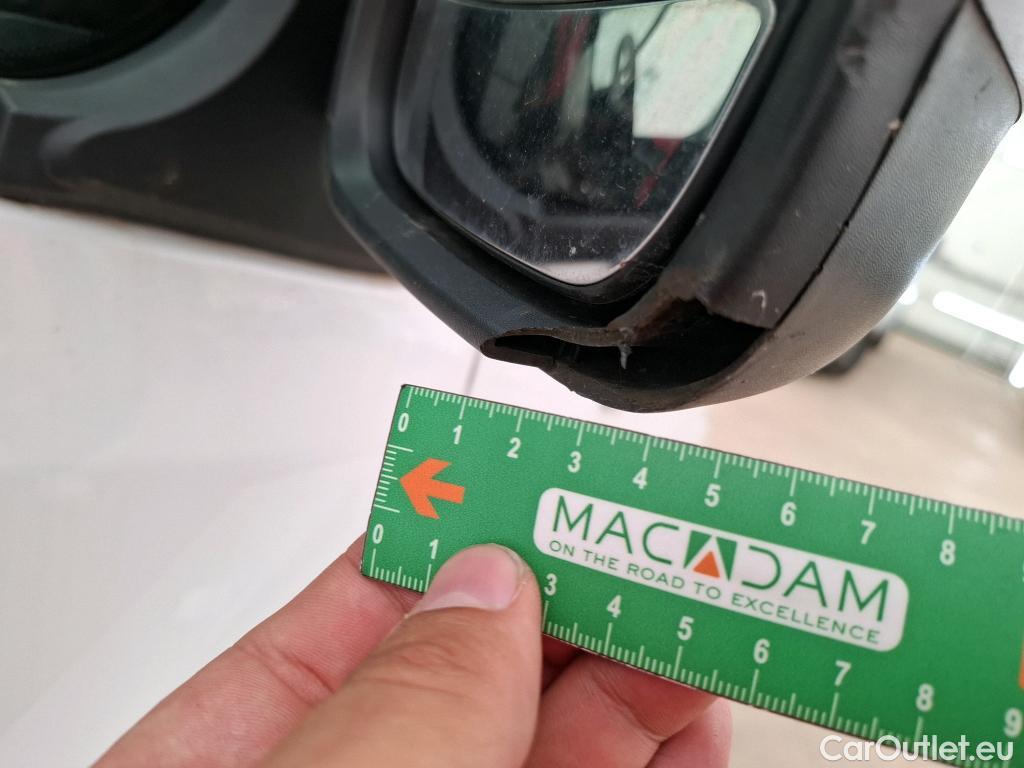 0 1 2 3 4 5 6 7 8
MACADAM
ON THE ROAD TO EXCELLENCE
0 1 3 4 5 6 7 8 9
CarOutlet.eu